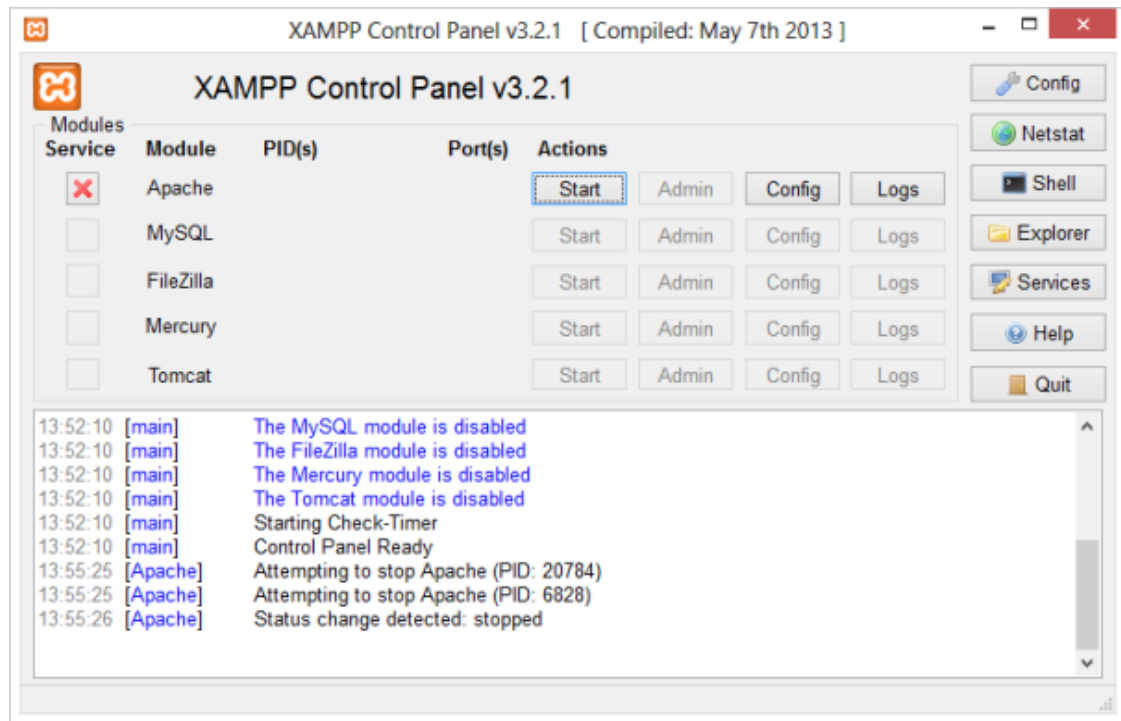 XAMPP Control Panel v3.2.1 [ Compiled: May 7th 2013 ]
XAMPP Control Panel v3.2.1
Config
Modules
Netstat
Service Module PID(s) Port(s) Actions
Apache Start Admin Config Logs
Shell
MySQL Start Admin Config Logs
Explorer
FileZilla Start Admin Config Logs
Services
Mercury Start Admin Config Logs
Help
Tomcat Start Admin Config Logs
Quit
13:52:10 [main] The MySQL module is disabled
13:52:10 [main] The FileZilla module is disabled
13:52:10 [main] The Mercury module is disabled
13:52:10 [main] The Tomcat module is disabled
13:52:10 [main] Starting Check-Timer
13:52:10 [main] Control Panel Ready
13:55:25 [Apache] Attempting to stop Apache (PID: 20784)
13:55:25 [Apache] Attempting to stop Apache (PID: 6828)
13:55:26 [Apache] Status change detected: stopped